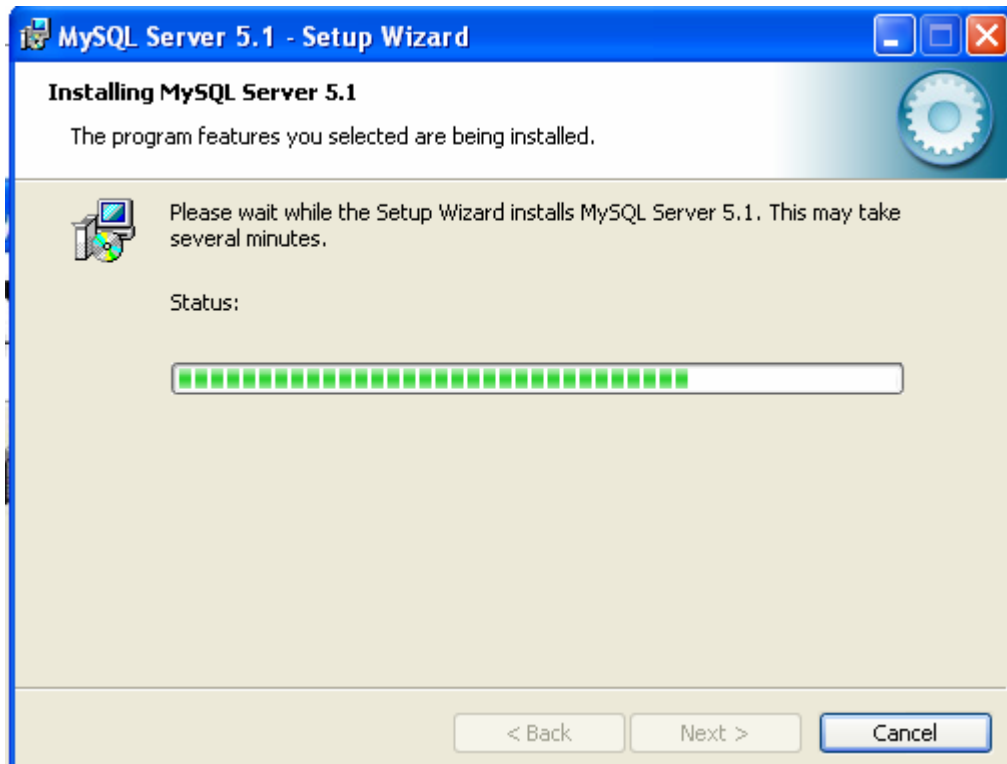 MySQL Server 5.1 - Setup Wizard
Installing MySQL Server 5.1
The program features you selected are being installed.
Please wait while the Setup Wizard installs MySQL Server 5.1. This may take
several minutes.
Status:
< Back
Next >
Cancel